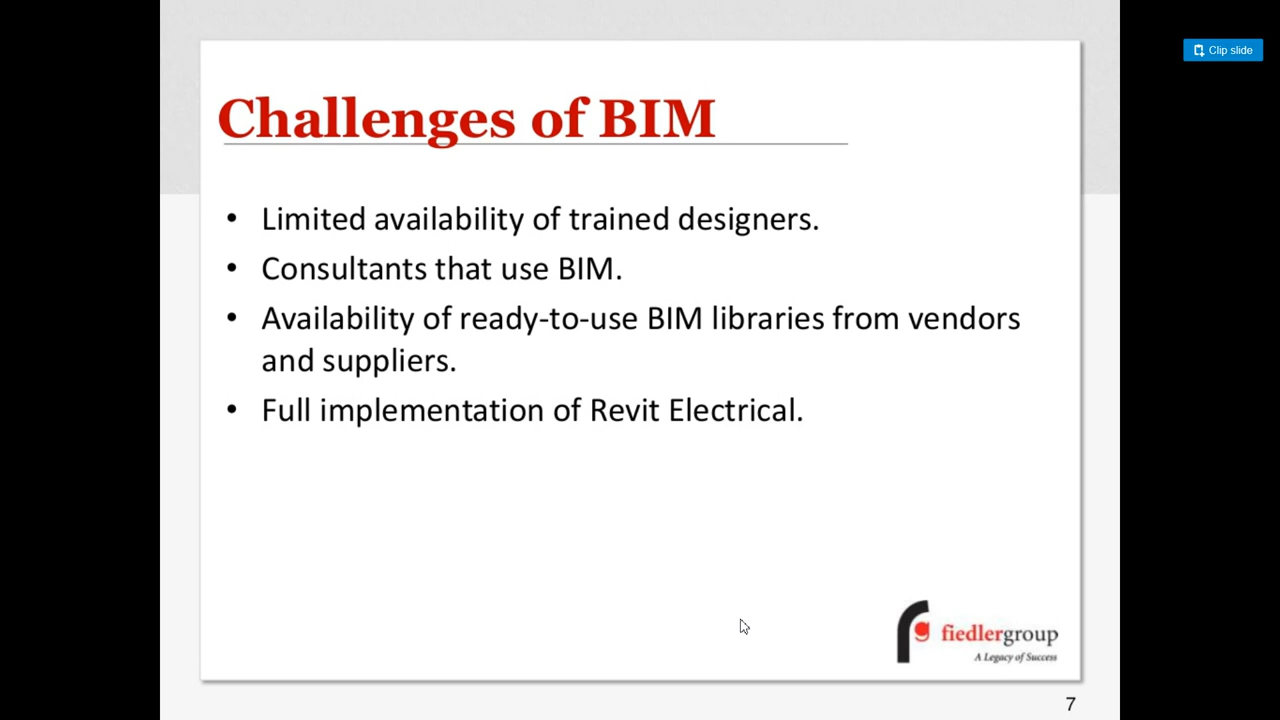 Clip slide
Challenges of BIM
• Limited availability of trained designers.
• Consultants that use BIM.
• Availability of ready-to-use BIM libraries from vendors
and suppliers.
• Full implementation of Revit Electrical.
fiedlergroup
A Legacy of Success
7